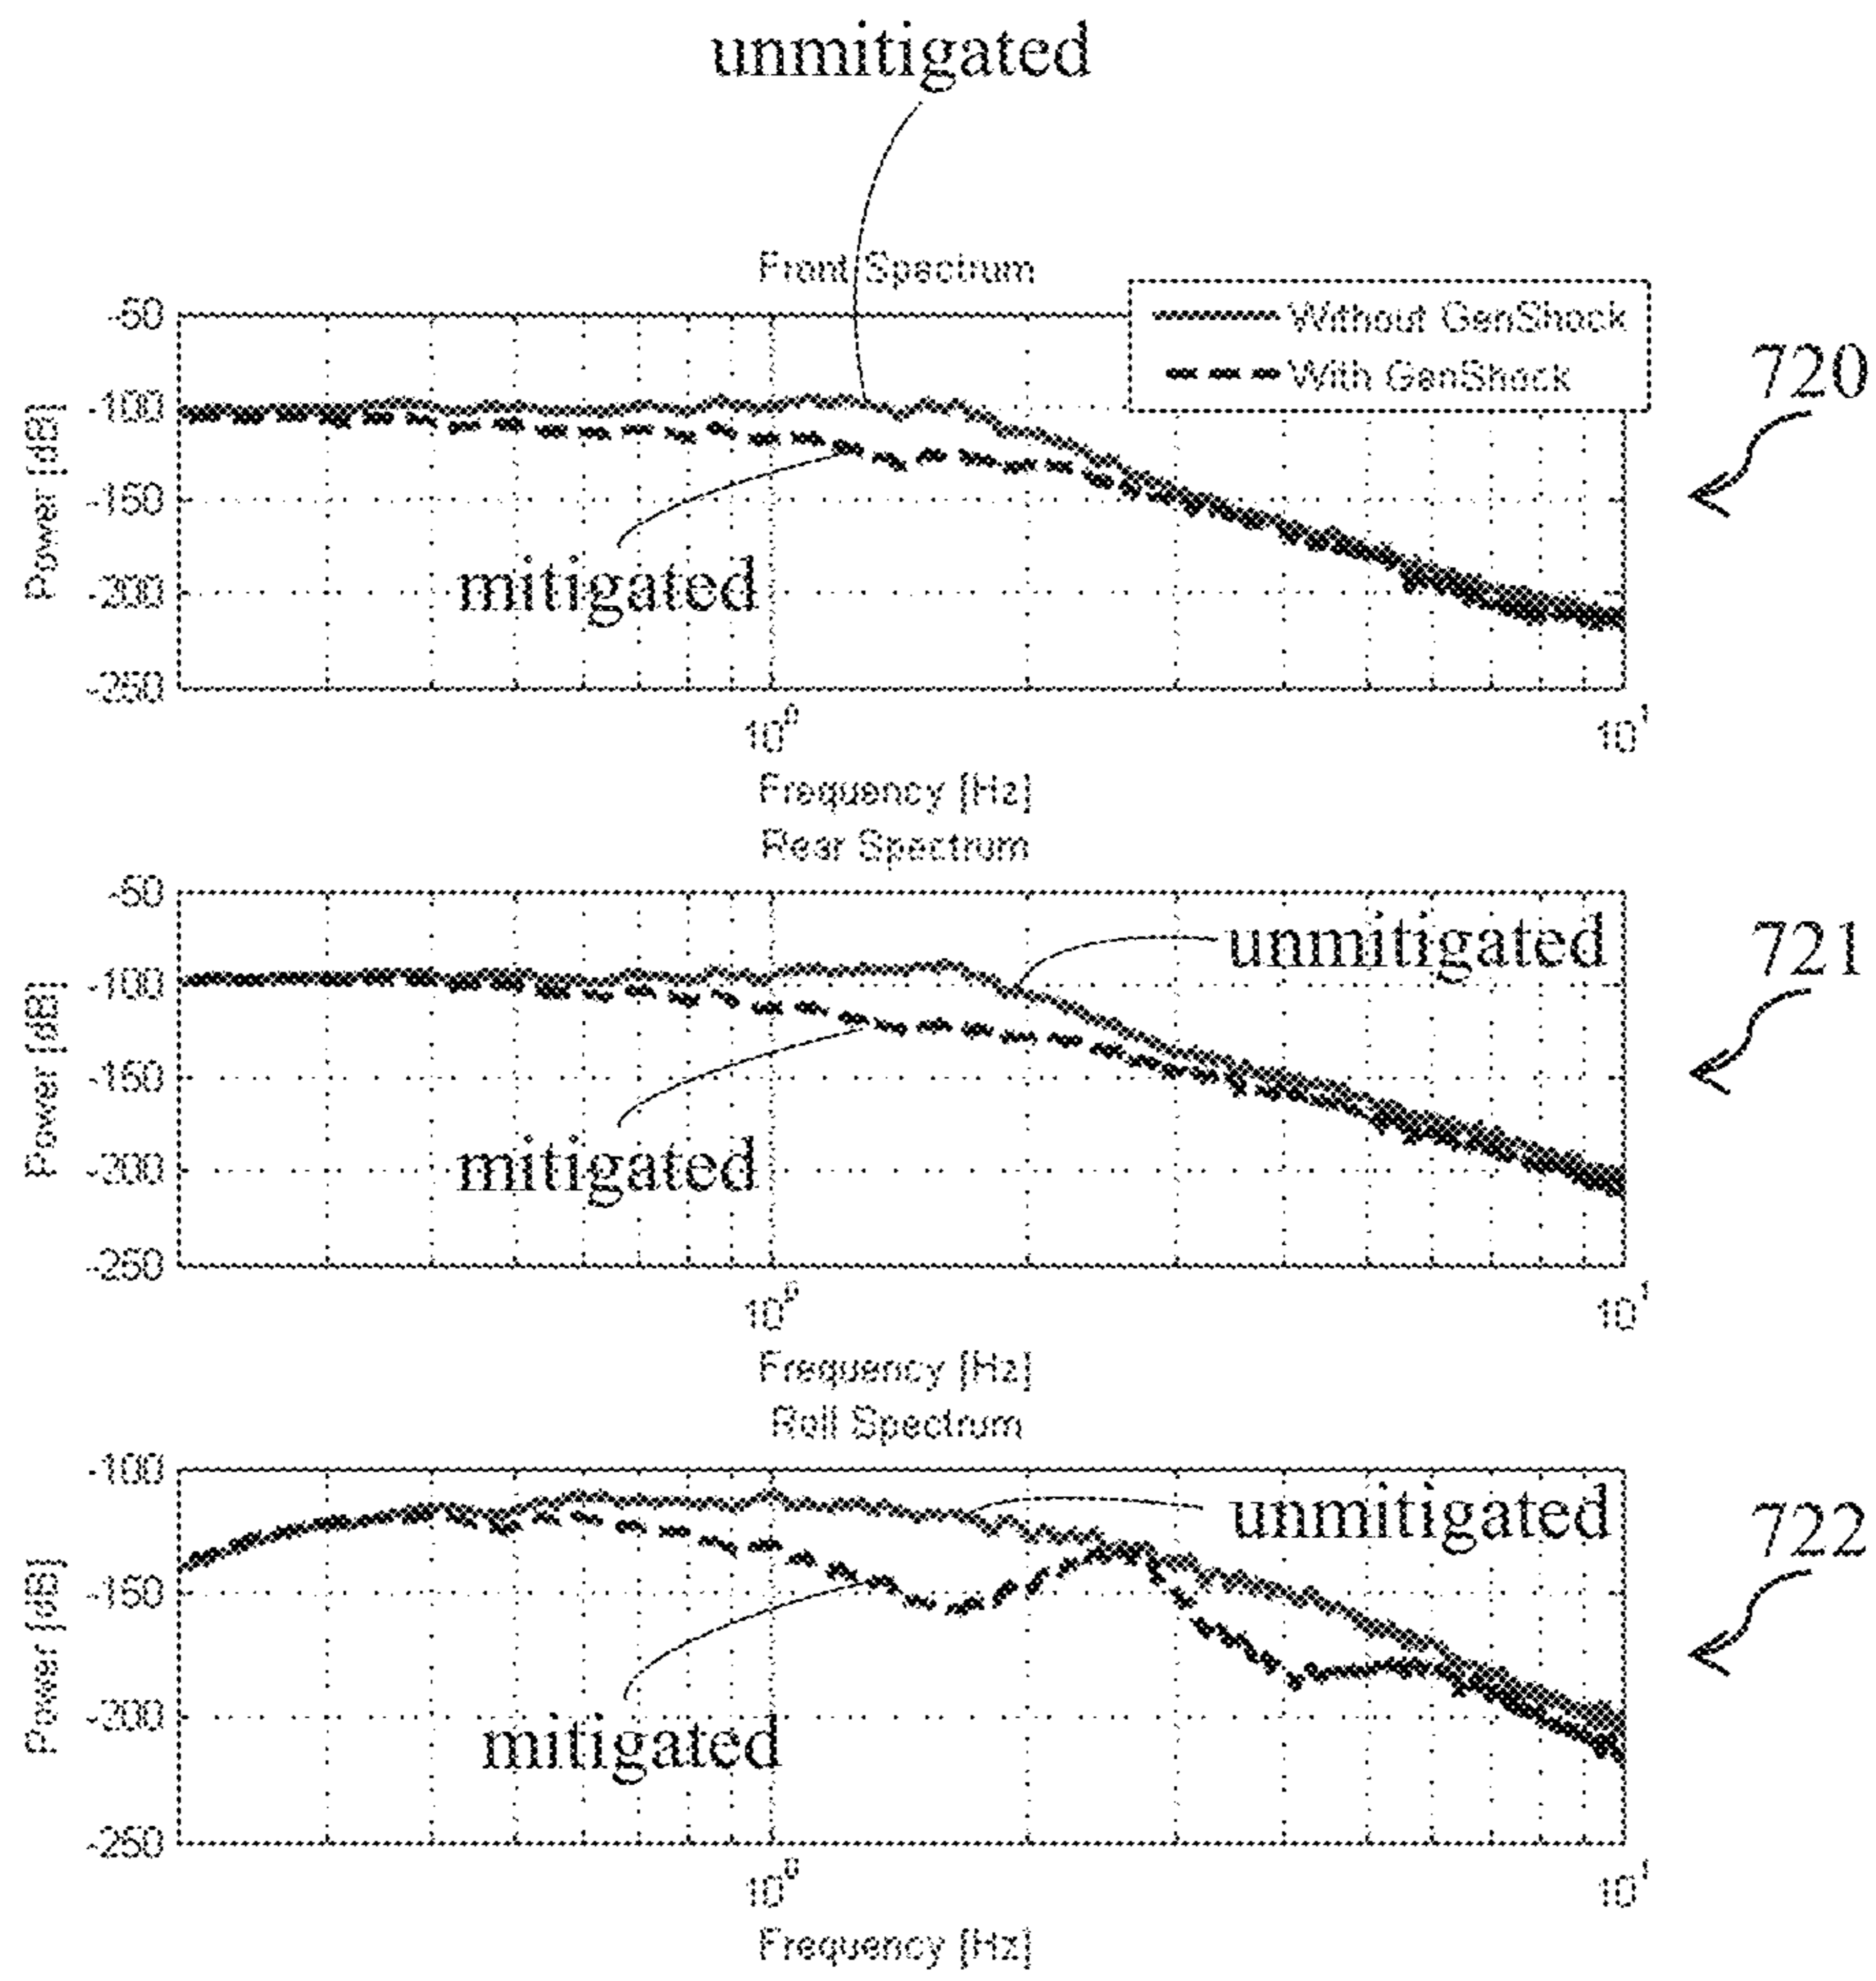 unmitigated
Front Spectrum
Without GenShock
With GenShock
720
-50
-100
-150
-200
-250
Power [dB]
mitigated
10^0
10^1
Frequency [Hz]
Rear Spectrum
-50
-100
-150
-200
-250
Power [dB]
unmitigated
721
mitigated
10^0
10^1
Frequency [Hz]
Roll Spectrum
-100
-150
-200
-250
Power [dB]
unmitigated
722
mitigated
10^0
10^1
Frequency [Hz]